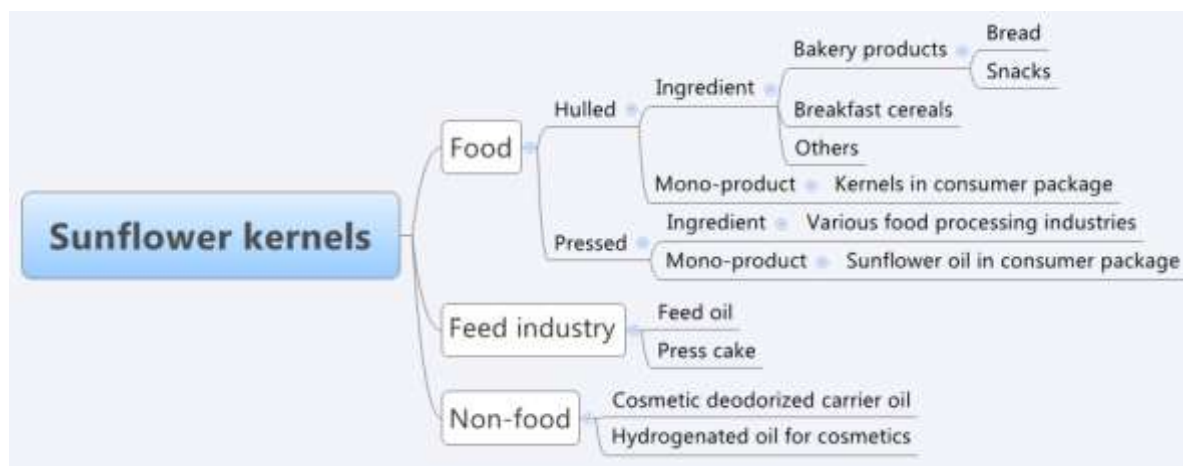 Sunflower kernels
Food
Hulled
Ingredient
Bakery products
Bread
Snacks
Breakfast cereals
Others
Mono-product
Kernels in consumer package
Pressed
Ingredient
Various food processing industries
Mono-product
Sunflower oil in consumer package
Feed industry
Feed oil
Press cake
Non-food
Cosmetic deodorized carrier oil
Hydrogenated oil for cosmetics